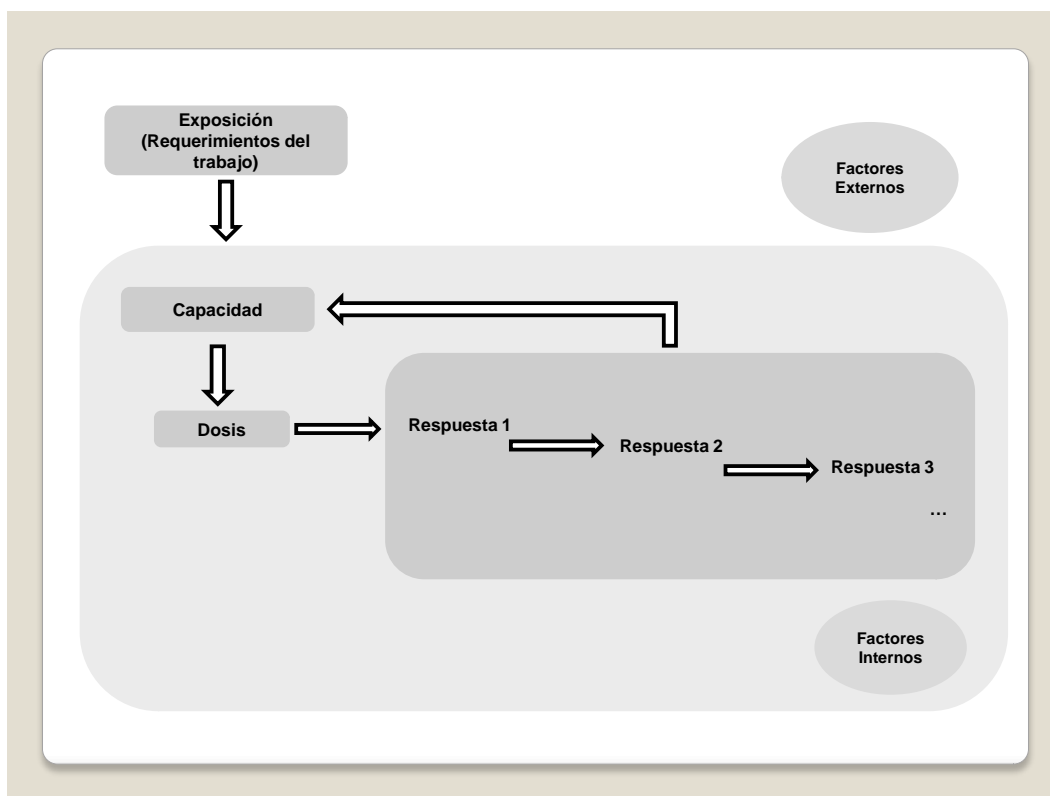 Exposición
(Requerimientos del
trabajo)
Factores
Externos
Capacidad
Dosis
Respuesta 1
Respuesta 2
Respuesta 3
...
Factores
Internos